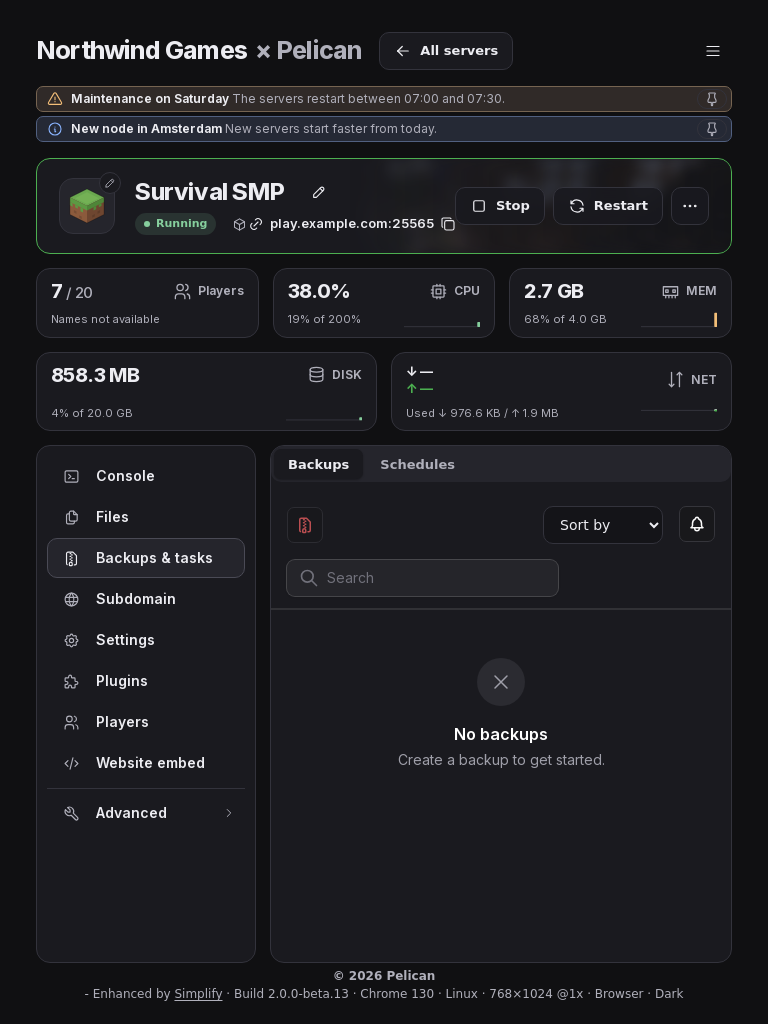 Northwind Games × Pelican
All servers
Maintenance on Saturday The servers restart between 07:00 and 07:30.
New node in Amsterdam New servers start faster from today.
Survival SMP
Running
play.example.com:25565
Stop
Restart
7 / 20
Players
Names not available
38.0%
CPU
19% of 200%
2.7 GB
MEM
68% of 4.0 GB
858.3 MB
DISK
4% of 20.0 GB
↓ —
↑ —
NET
Used ↓ 976.6 KB / ↑ 1.9 MB
Console
Files
Backups & tasks
Subdomain
Settings
Plugins
Players
Website embed
Advanced
Backups
Schedules
Sort by
Search
No backups
Create a backup to get started.
© 2026 Pelican
- Enhanced by Simplify · Build 2.0.0-beta.13 · Chrome 130 · Linux · 768×1024 @1x · Browser · Dark